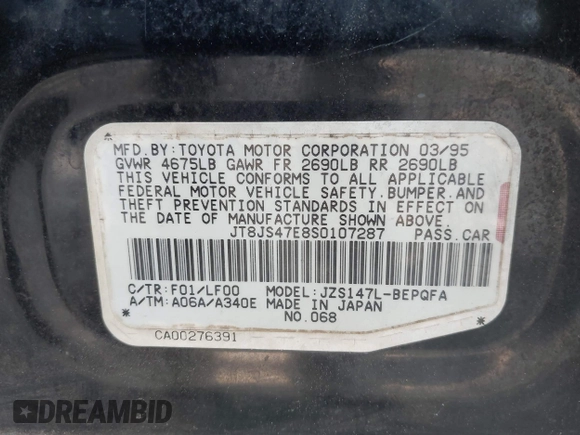 MFD.BY:TOYOTA MOTOR CORPORATION 03/95
GVWR 4675LB GAWR FR 2690LB RR 2690LB
THIS VEHICLE CONFORMS TO ALL APPLICABLE
FEDERAL MOTOR VEHICLE SAFETY, BUMPER, AND
THEFT PREVENTION STANDARDS IN EFFECT ON
THE DATE OF MANUFACTURE SHOWN ABOVE.
JT8JS47E8S0107287 PASS.CAR
C/TR:F01/LF00 MODEL:JZS147L-BEPQFA
A/TM:A06A/A340E MADE IN JAPAN
NO.068
CA00276391
DREAMBID